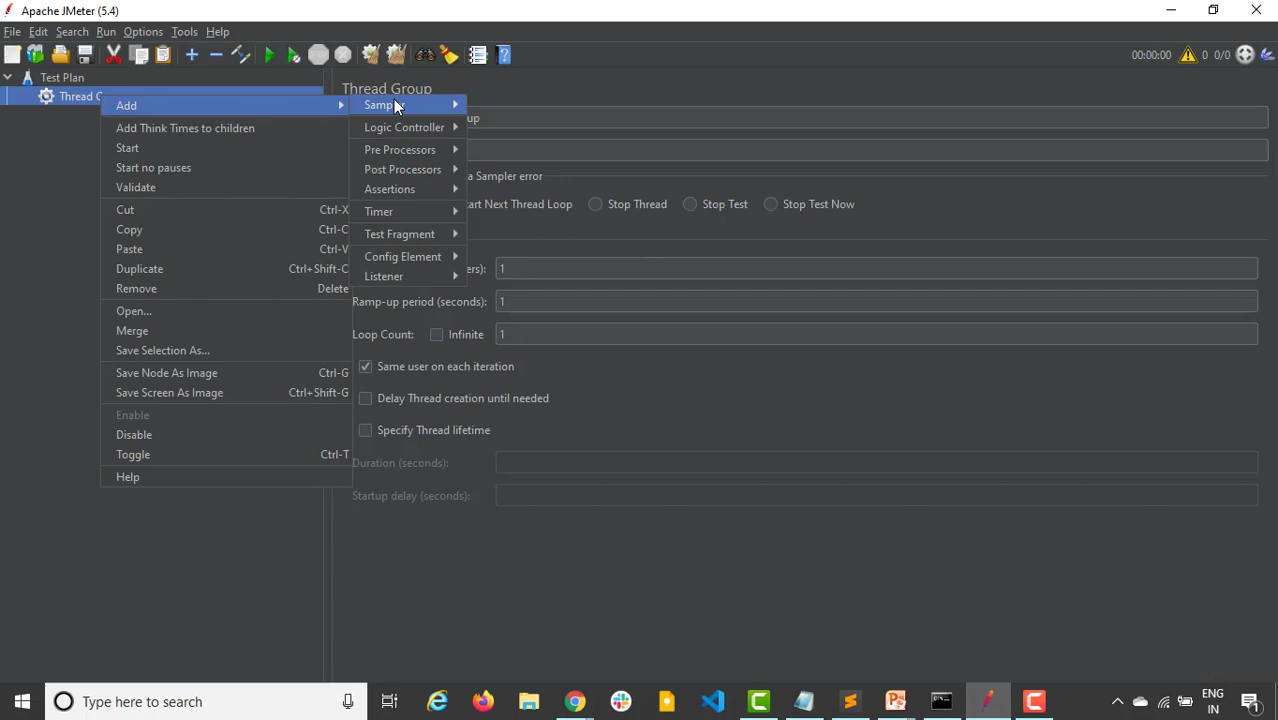 Apache JMeter (5.4)
File Edit Search Run Options Tools Help
00:00:00 0 0/0
Test Plan
Thread G
Thread Group
Add
Add Think Times to children
Start
Start no pauses
Validate
Cut Ctrl-X
Copy Ctrl-C
Paste Ctrl-V
Duplicate Ctrl+Shift-C
Remove Delete
Open...
Merge
Save Selection As...
Save Node As Image Ctrl-G
Save Screen As Image Ctrl+Shift-G
Enable
Disable
Toggle Ctrl-T
Help
Sampler
Logic Controller
Pre Processors
Post Processors
Assertions
Timer
Test Fragment
Config Element
Listener
up
a Sampler error
tart Next Thread Loop Stop Thread Stop Test Stop Test Now
ers): 1
Ramp-up period (seconds): 1
Loop Count: Infinite 1
Same user on each iteration
Delay Thread creation until needed
Specify Thread lifetime
Duration (seconds):
Startup delay (seconds):
Type here to search
ENG
IN
1